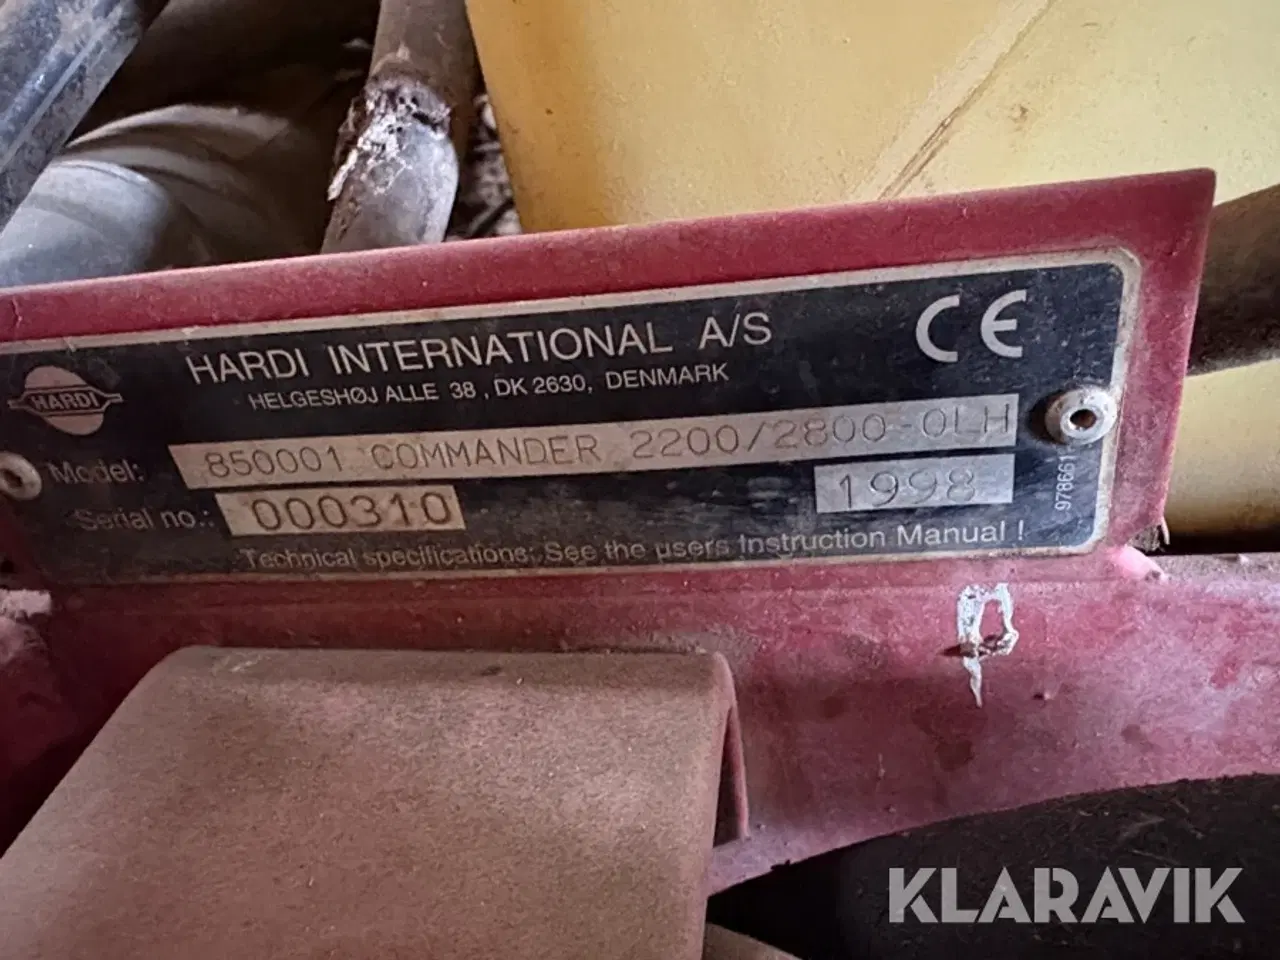 HARDI INTERNATIONAL A/S
HELGESHØJ ALLE 38 , DK 2630, DENMARK
CE
HARDI
Model: 850001 COMMANDER 2200/2800-OLH
Serial no.: 000310 1998
Technical specifications: See the users Instruction Manual !
978661
KLARAVIK